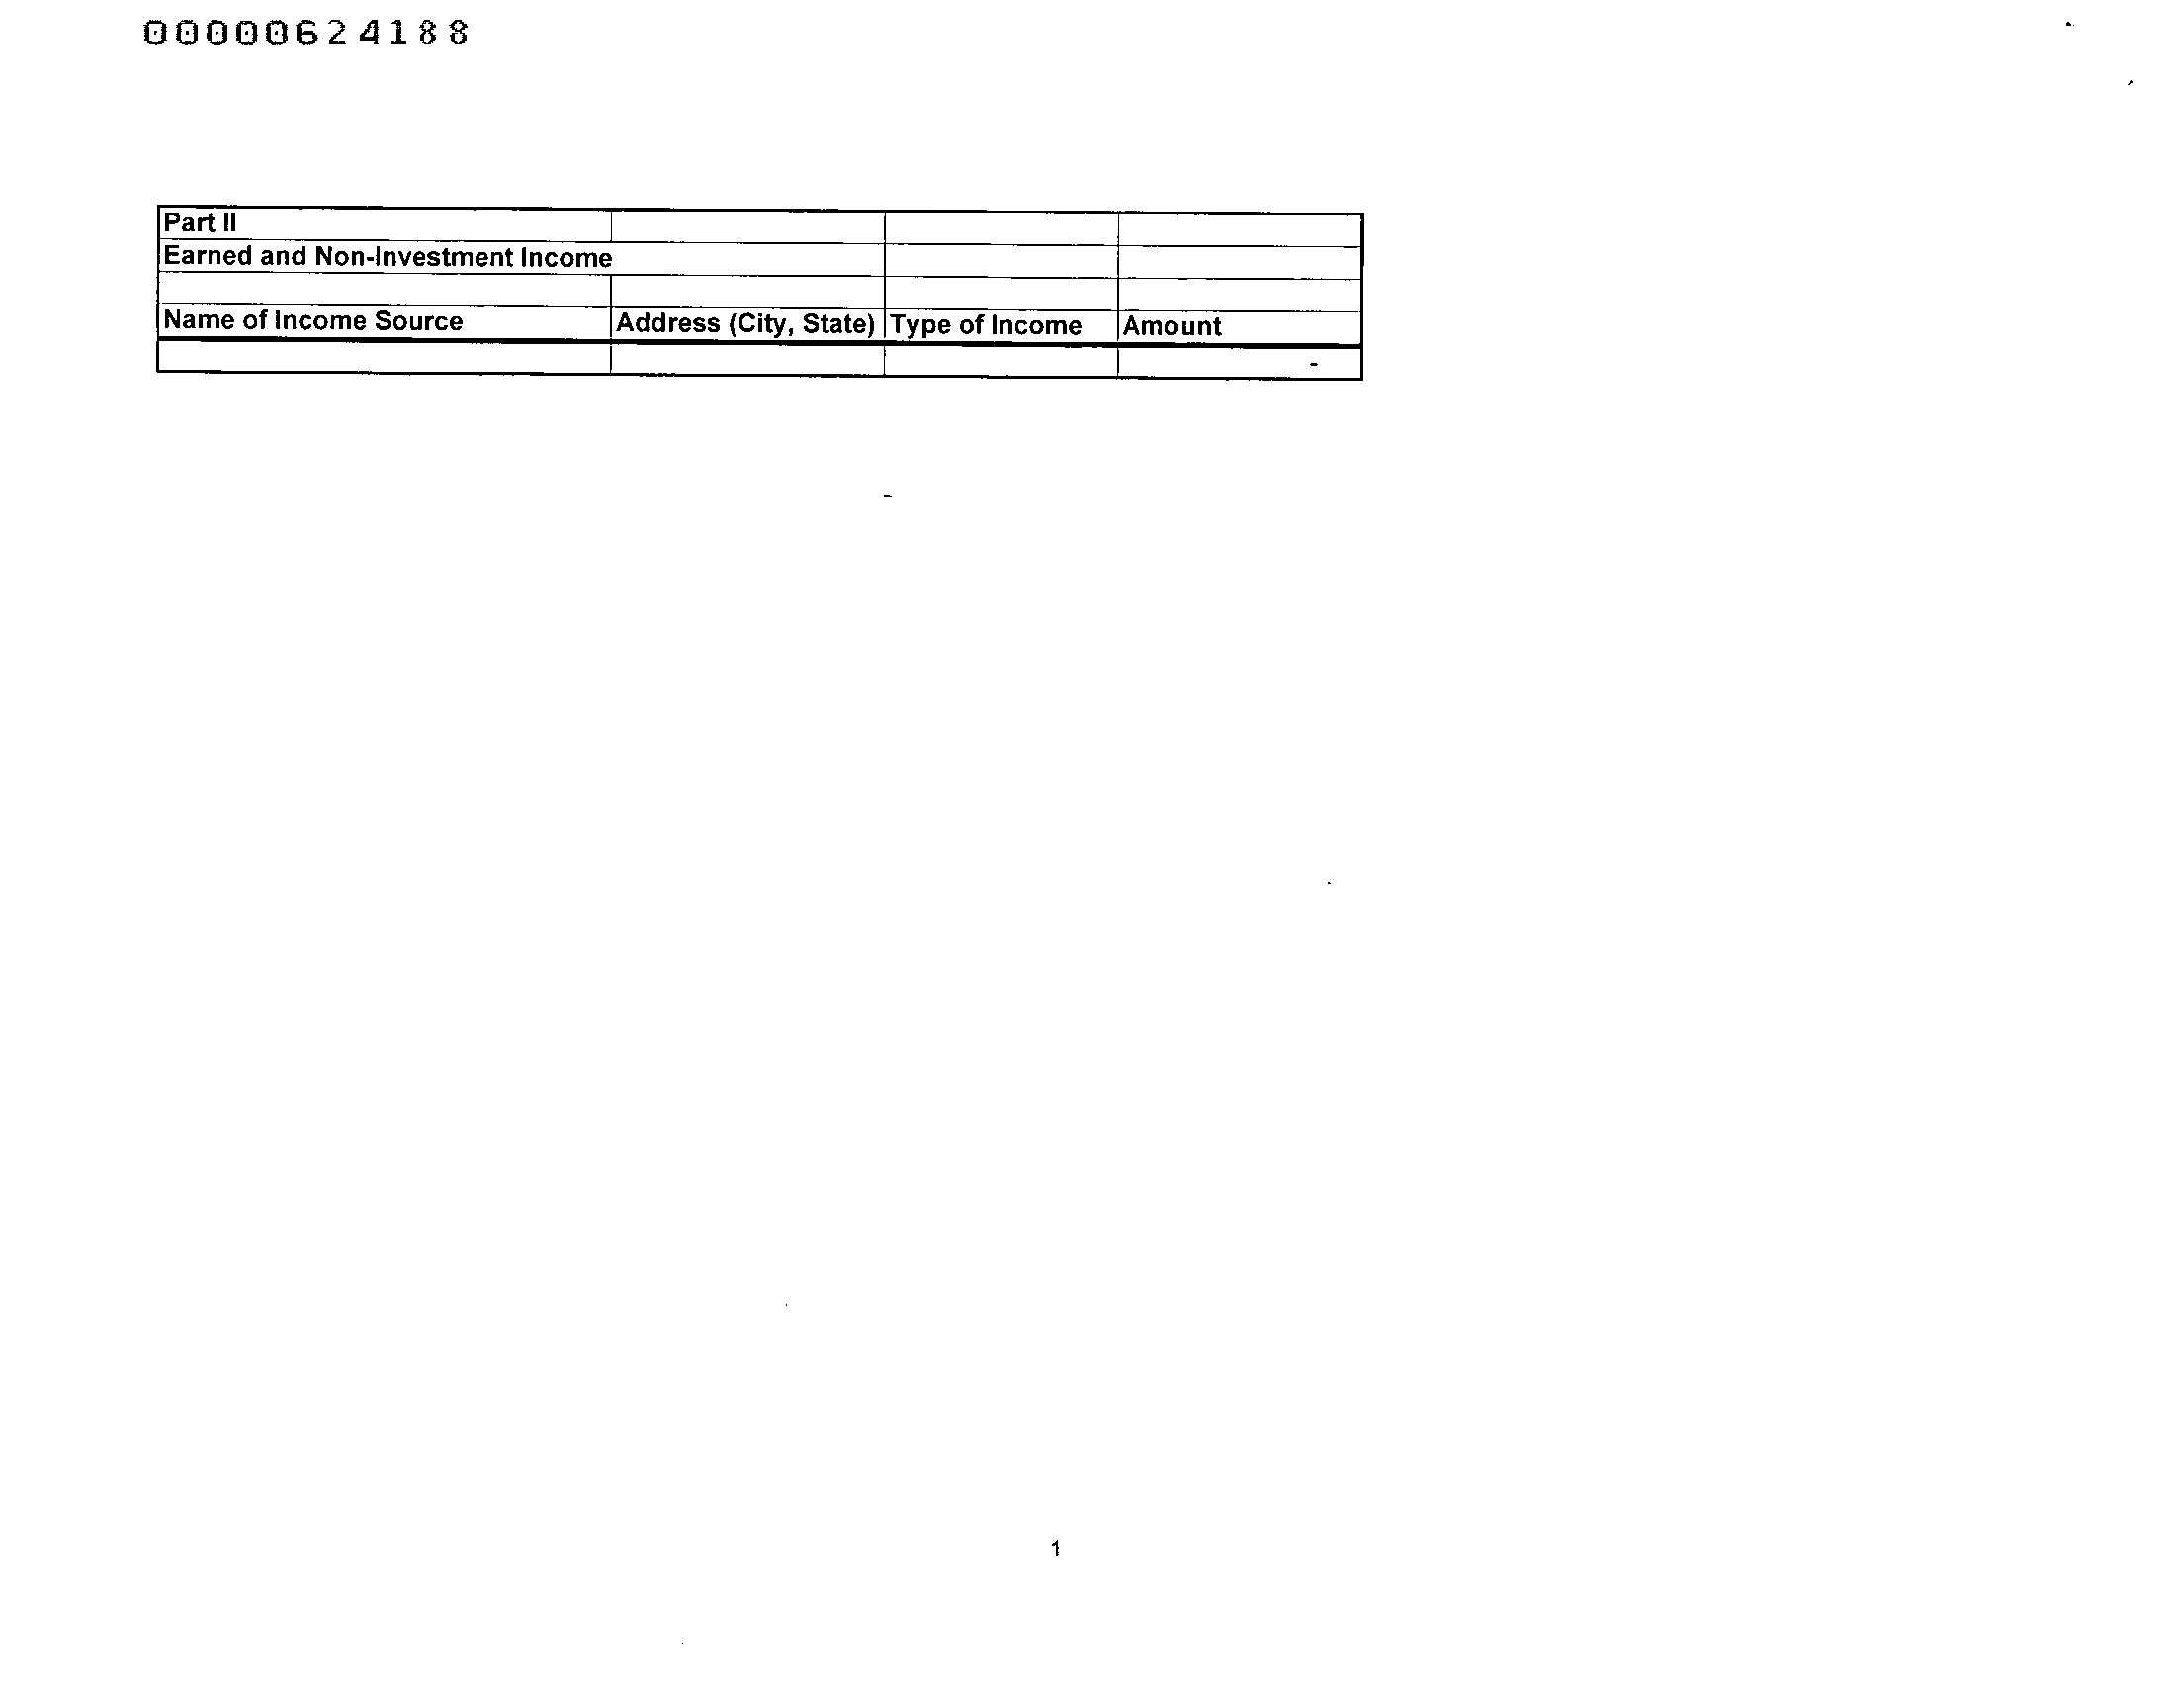 00000624188
Part II
Earned and Non-Investment Income
Name of Income Source Address (City, State) Type of Income Amount
-
1